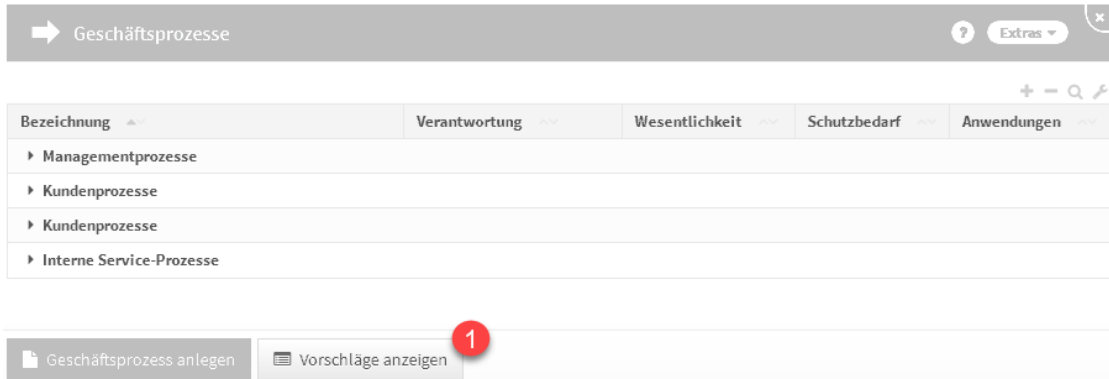 Geschäftsprozesse ? Extras
Bezeichnung Verantwortung Wesentlichkeit Schutzbedarf Anwendungen
Managementprozesse
Kundenprozesse
Kundenprozesse
Interne Service-Prozesse
Geschäftsprozess anlegen Vorschläge anzeigen 1